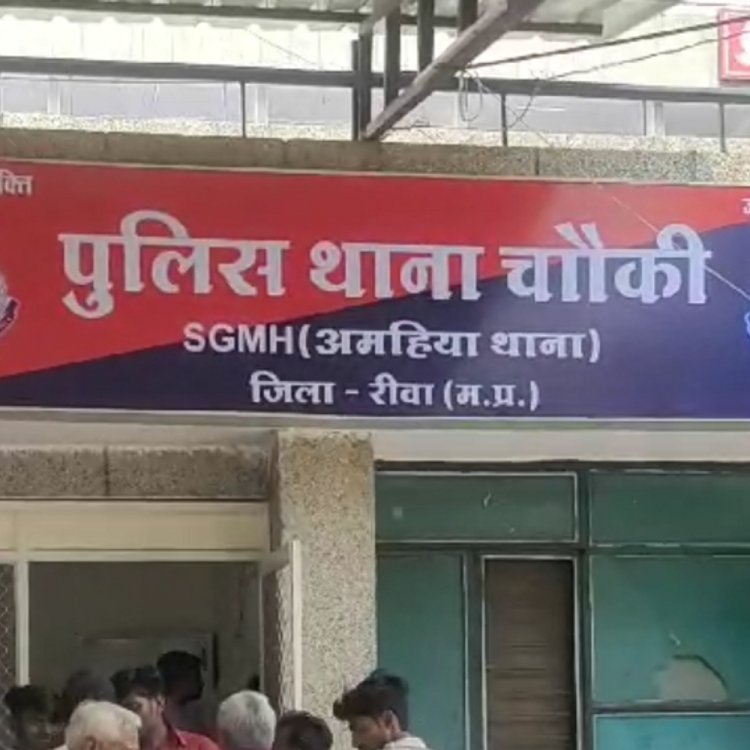 पुलिस थाना चाौकी
SGMH(अमहिया थाना)
जिला - रीवा (म.प्र.)